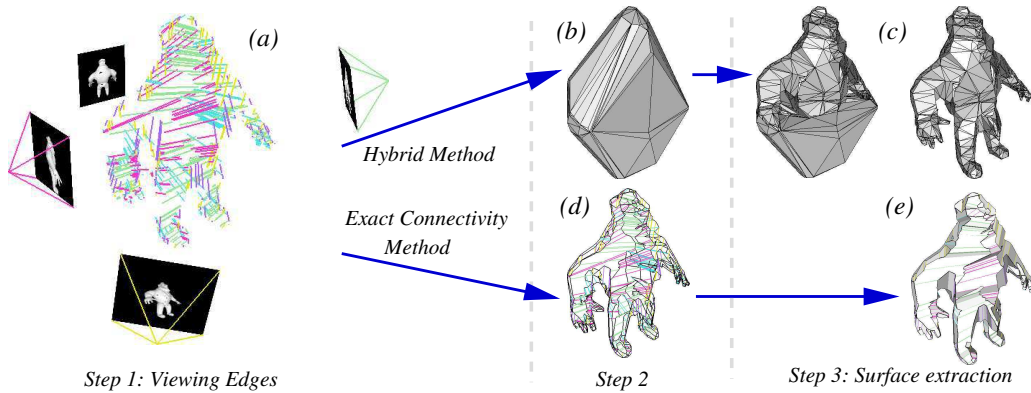 (a)
(b)
(c)
Hybrid Method
Exact Connectivity
Method
(d)
(e)
Step 1: Viewing Edges
Step 2
Step 3: Surface extraction